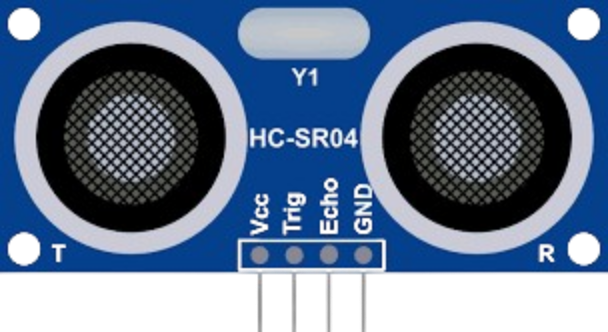 Y1
HC-SR04
Vcc
Trig
Echo
GND
T
R